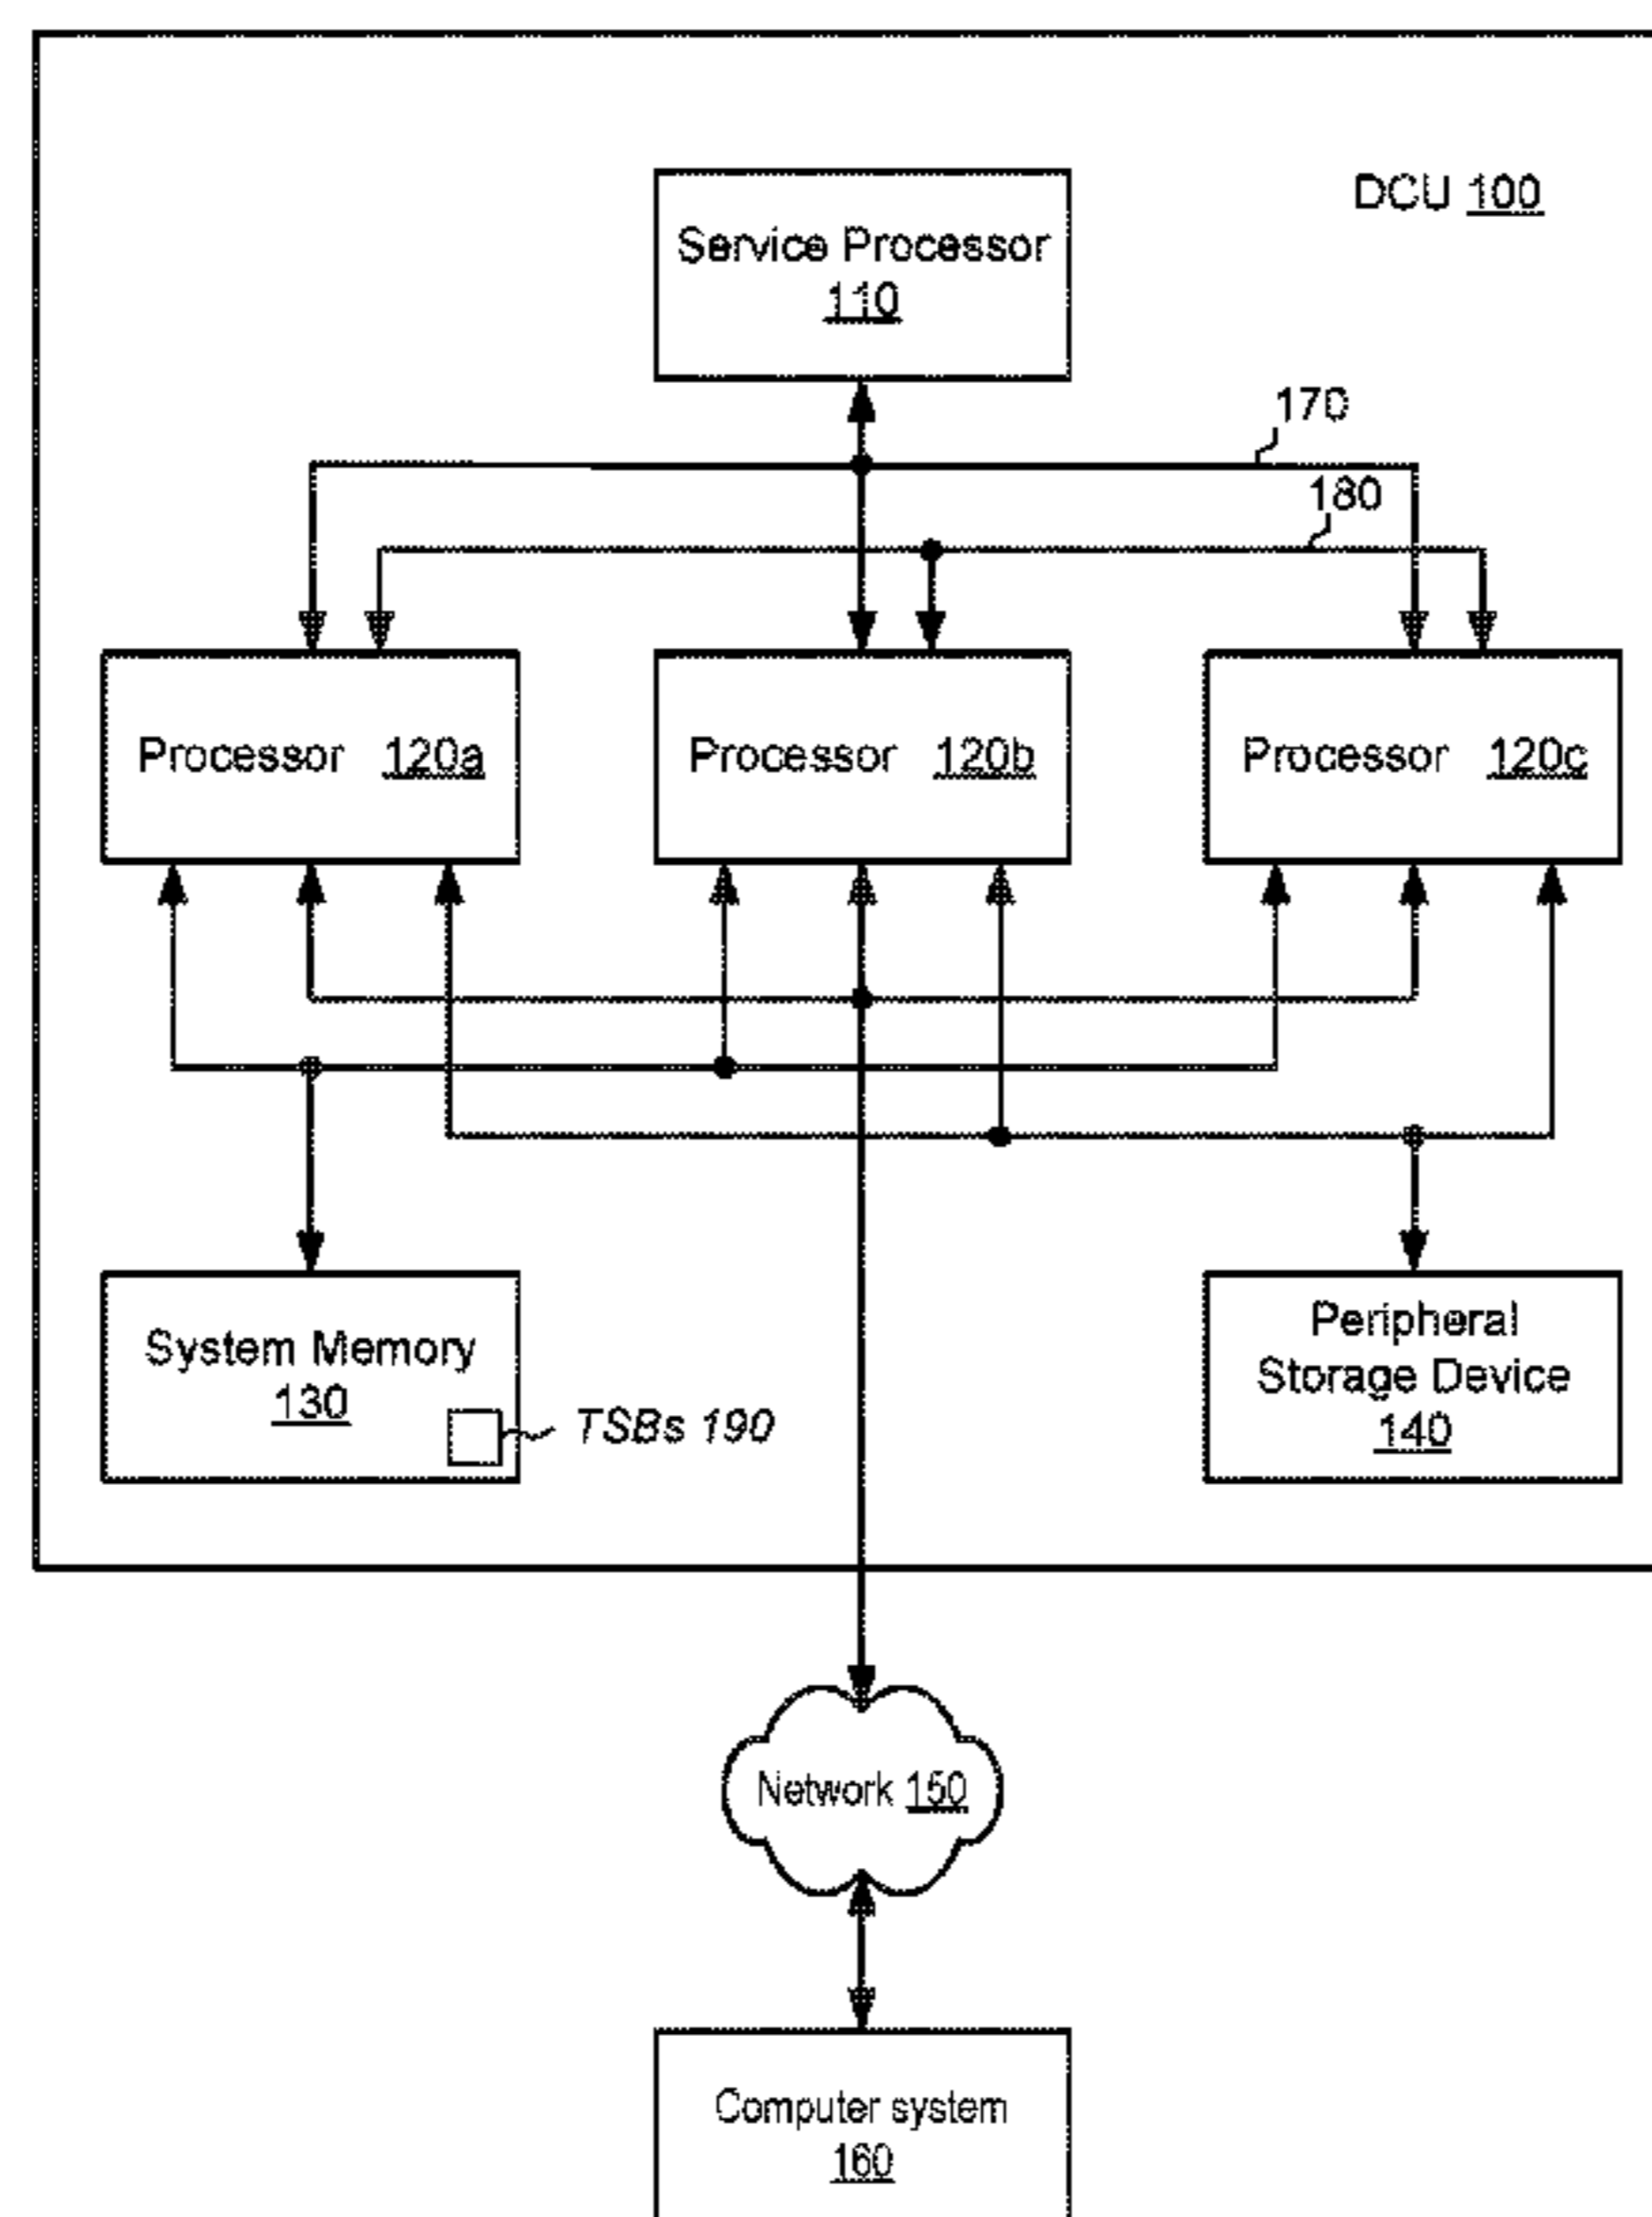 DCU 100
Service Processor
110
170
180
Processor 120a
Processor 120b
Processor 120c
System Memory
130
TSBs 190
Peripheral
Storage Device
140
Network 150
Computer system
160